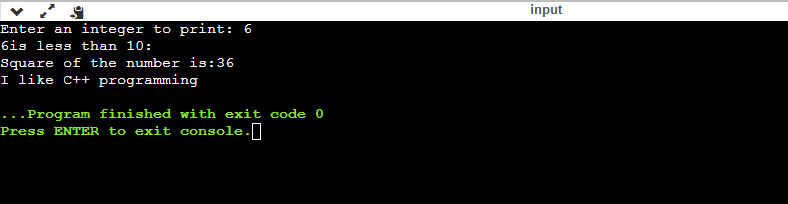 input
Enter an integer to print: 6
6is less than 10:
Square of the number is:36
I like C++ programming
...Program finished with exit code 0
Press ENTER to exit console.